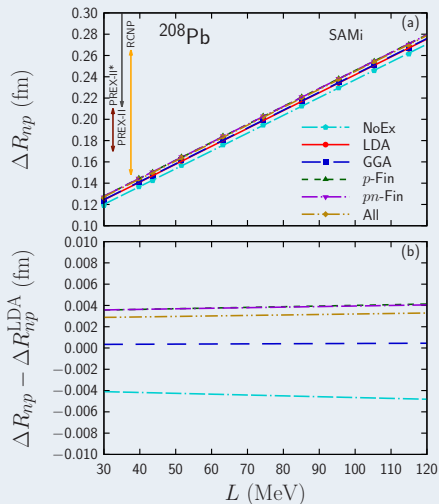 0.30
0.28
0.26
0.24
0.22
0.20
0.18
0.16
0.14
0.12
0.10
ΔR_np (fm)
PREX-II*
PREX-II
RCNP
²⁰⁸Pb
SAMi
(a)
NoEx
LDA
GGA
p-Fin
pn-Fin
All
0.010
0.008
0.006
0.004
0.002
0.000
−0.002
−0.004
−0.006
−0.008
−0.010
ΔR_np − ΔR_np^LDA (fm)
(b)
30 40 50 60 70 80 90 100 110 120
L (MeV)